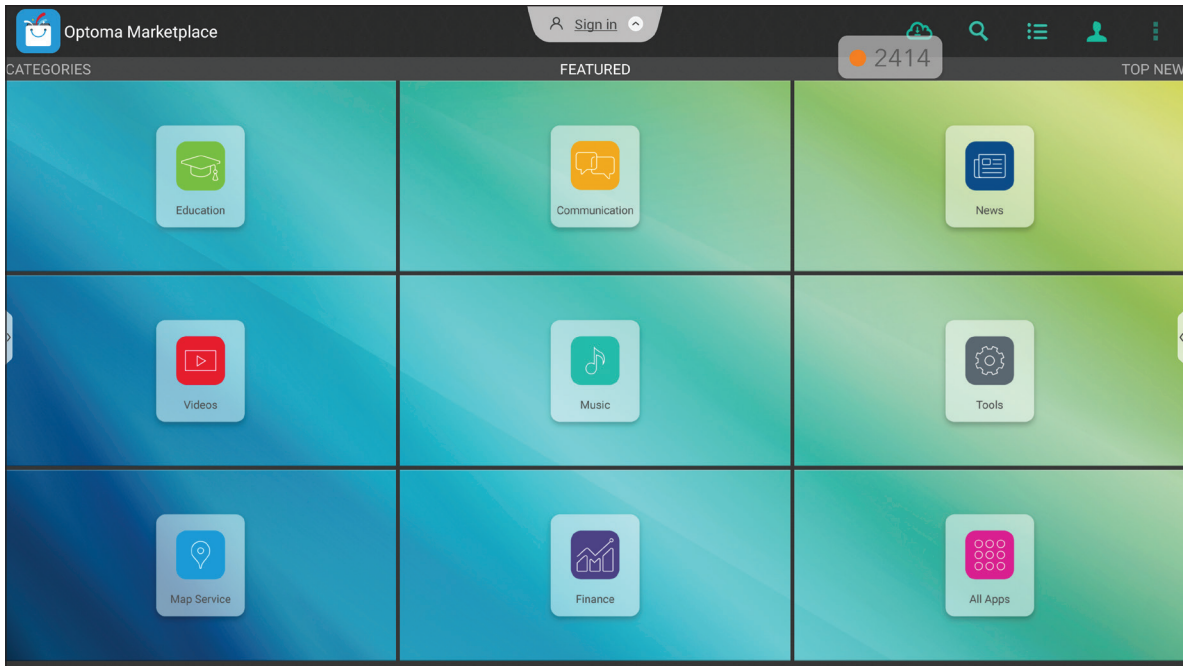 Optoma Marketplace
Sign in
2414
CATEGORIES
FEATURED
TOP NEW
Education
Communication
News
Videos
Music
Tools
Map Service
Finance
All Apps